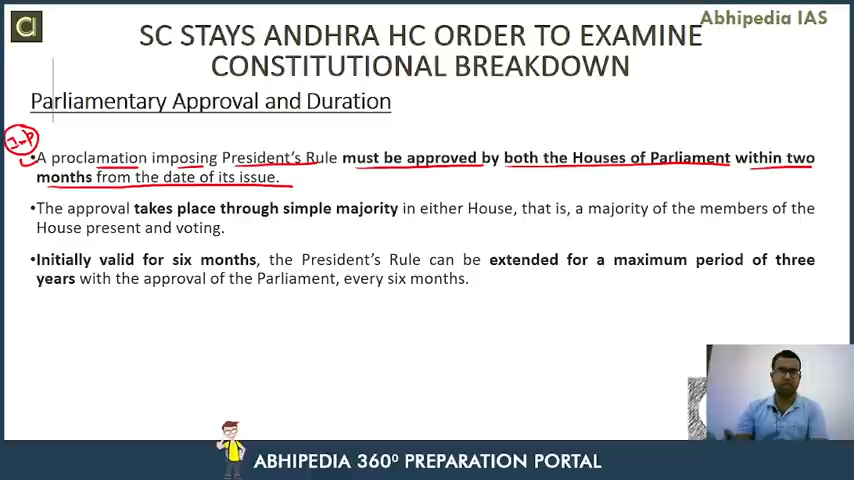 Abhipedia IAS
SC STAYS ANDHRA HC ORDER TO EXAMINE
CONSTITUTIONAL BREAKDOWN
Parliamentary Approval and Duration
Imp
•A proclamation imposing President's Rule must be approved by both the Houses of Parliament within two
months from the date of its issue.
•The approval takes place through simple majority in either House, that is, a majority of the members of the
House present and voting.
•Initially valid for six months, the President's Rule can be extended for a maximum period of three
years with the approval of the Parliament, every six months.
ABHIPEDIA 360⁰ PREPARATION PORTAL